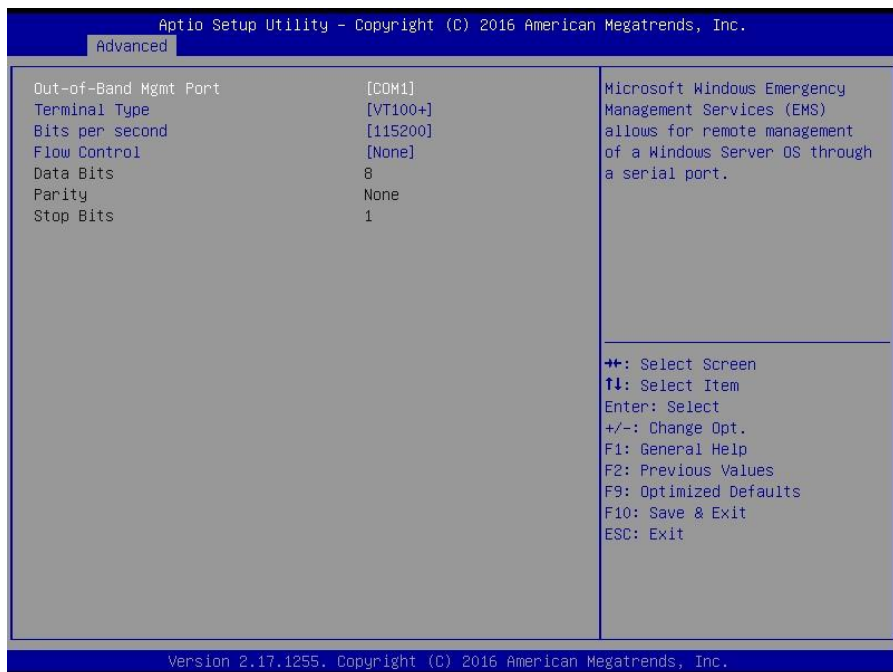 Aptio Setup Utility – Copyright (C) 2016 American Megatrends, Inc.
Advanced
Out-of-Band Mgmt Port [COM1]
Terminal Type [VT100+]
Bits per second [115200]
Flow Control [None]
Data Bits 8
Parity None
Stop Bits 1
Microsoft Windows Emergency
Management Services (EMS)
allows for remote management
of a Windows Server OS through
a serial port.
→←: Select Screen
↑↓: Select Item
Enter: Select
+/-: Change Opt.
F1: General Help
F2: Previous Values
F9: Optimized Defaults
F10: Save & Exit
ESC: Exit
Version 2.17.1255. Copyright (C) 2016 American Megatrends, Inc.